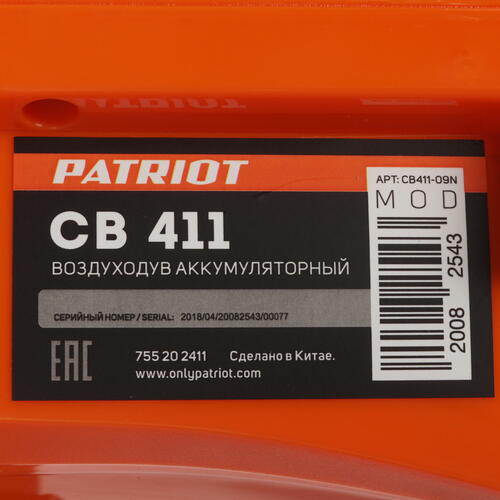 PATRIOT
CB 411
ВОЗДУХОДУВ АККУМУЛЯТОРНЫЙ
СЕРИЙНЫЙ НОМЕР / SERIAL: 2018/04/20082543/00077
EAC
755 20 2411 Сделано в Китае.
www.onlypatriot.com
АРТ: CB411-09N
MOD
2008 2543